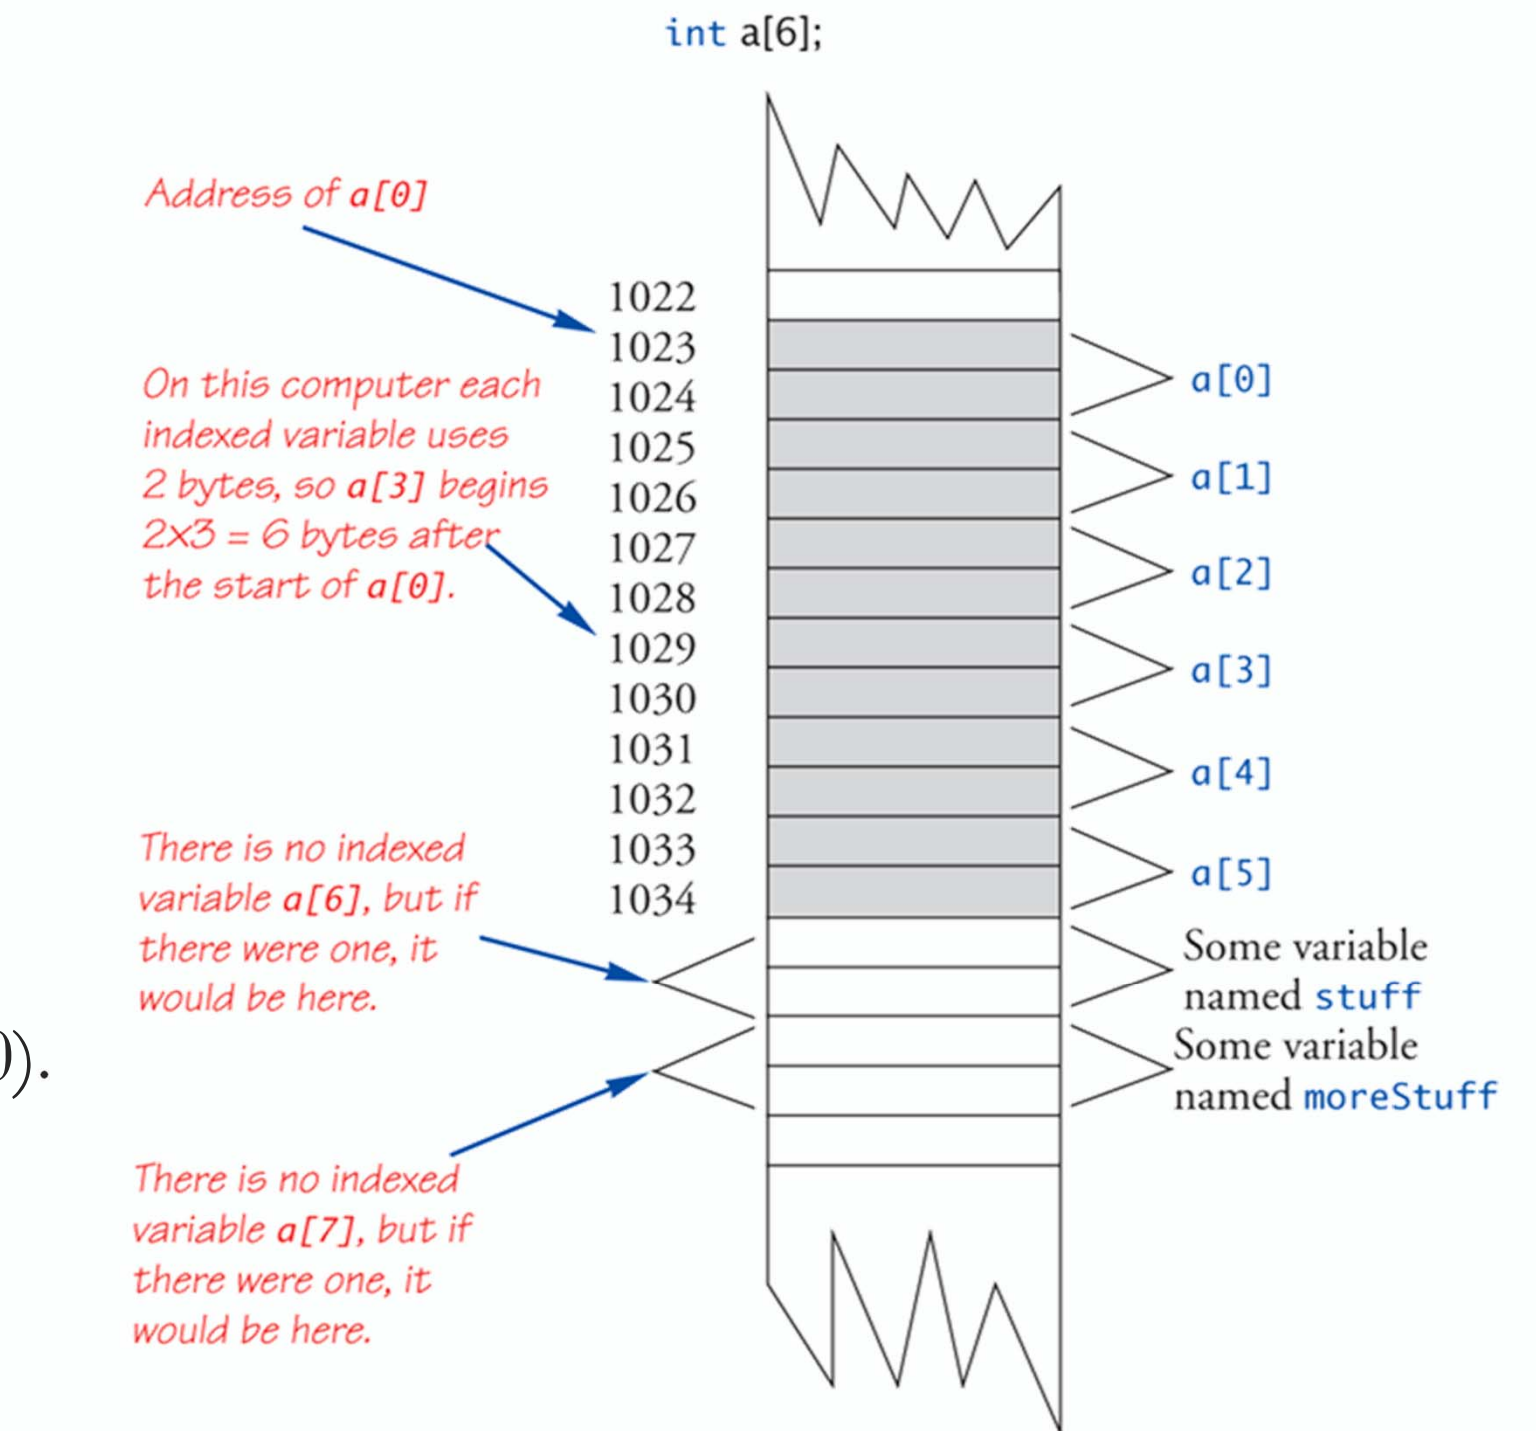 int a[6];
Address of a[0]
1022
1023
1024
1025
1026
1027
1028
1029
1030
1031
1032
1033
1034
On this computer each
indexed variable uses
2 bytes, so a[3] begins
2x3 = 6 bytes after
the start of a[0].
There is no indexed
variable a[6], but if
there were one, it
would be here.
0).
There is no indexed
variable a[7], but if
there were one, it
would be here.
a[0]
a[1]
a[2]
a[3]
a[4]
a[5]
Some variable
named stuff
Some variable
named moreStuff